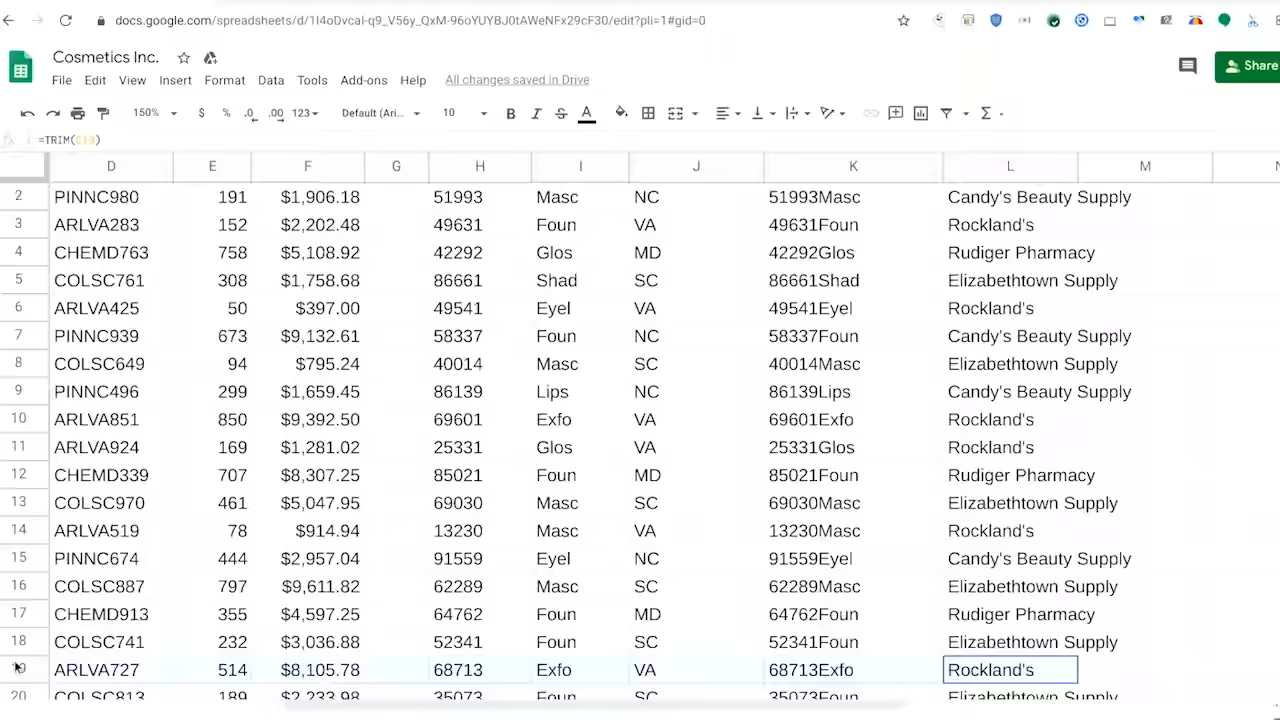 docs.google.com/spreadsheets/d/1I4oDvcaI-q9_V56y_QxM-96oYUYBJ0tAWeNFx29cF30/edit?pli=1#gid=0
Cosmetics Inc.
File Edit View Insert Format Data Tools Add-ons Help All changes saved in Drive
Share
150% $ % .0 .00 123 Default (Ari... 10 B I S A Σ
=TRIM(C19)
D E F G H I J K L M
2 PINNC980 191 $1,906.18 51993 Masc NC 51993Masc Candy's Beauty Supply
3 ARLVA283 152 $2,202.48 49631 Foun VA 49631Foun Rockland's
4 CHEMD763 758 $5,108.92 42292 Glos MD 42292Glos Rudiger Pharmacy
5 COLSC761 308 $1,758.68 86661 Shad SC 86661Shad Elizabethtown Supply
6 ARLVA425 50 $397.00 49541 Eyel VA 49541Eyel Rockland's
7 PINNC939 673 $9,132.61 58337 Foun NC 58337Foun Candy's Beauty Supply
8 COLSC649 94 $795.24 40014 Masc SC 40014Masc Elizabethtown Supply
9 PINNC496 299 $1,659.45 86139 Lips NC 86139Lips Candy's Beauty Supply
10 ARLVA851 850 $9,392.50 69601 Exfo VA 69601Exfo Rockland's
11 ARLVA924 169 $1,281.02 25331 Glos VA 25331Glos Rockland's
12 CHEMD339 707 $8,307.25 85021 Foun MD 85021Foun Rudiger Pharmacy
13 COLSC970 461 $5,047.95 69030 Masc SC 69030Masc Elizabethtown Supply
14 ARLVA519 78 $914.94 13230 Masc VA 13230Masc Rockland's
15 PINNC674 444 $2,957.04 91559 Eyel NC 91559Eyel Candy's Beauty Supply
16 COLSC887 797 $9,611.82 62289 Masc SC 62289Masc Elizabethtown Supply
17 CHEMD913 355 $4,597.25 64762 Foun MD 64762Foun Rudiger Pharmacy
18 COLSC741 232 $3,036.88 52341 Foun SC 52341Foun Elizabethtown Supply
19 ARLVA727 514 $8,105.78 68713 Exfo VA 68713Exfo Rockland's
20 COLSC813 189 $2,233.98 35073 Foun SC 35073Foun Elizabethtown Supply